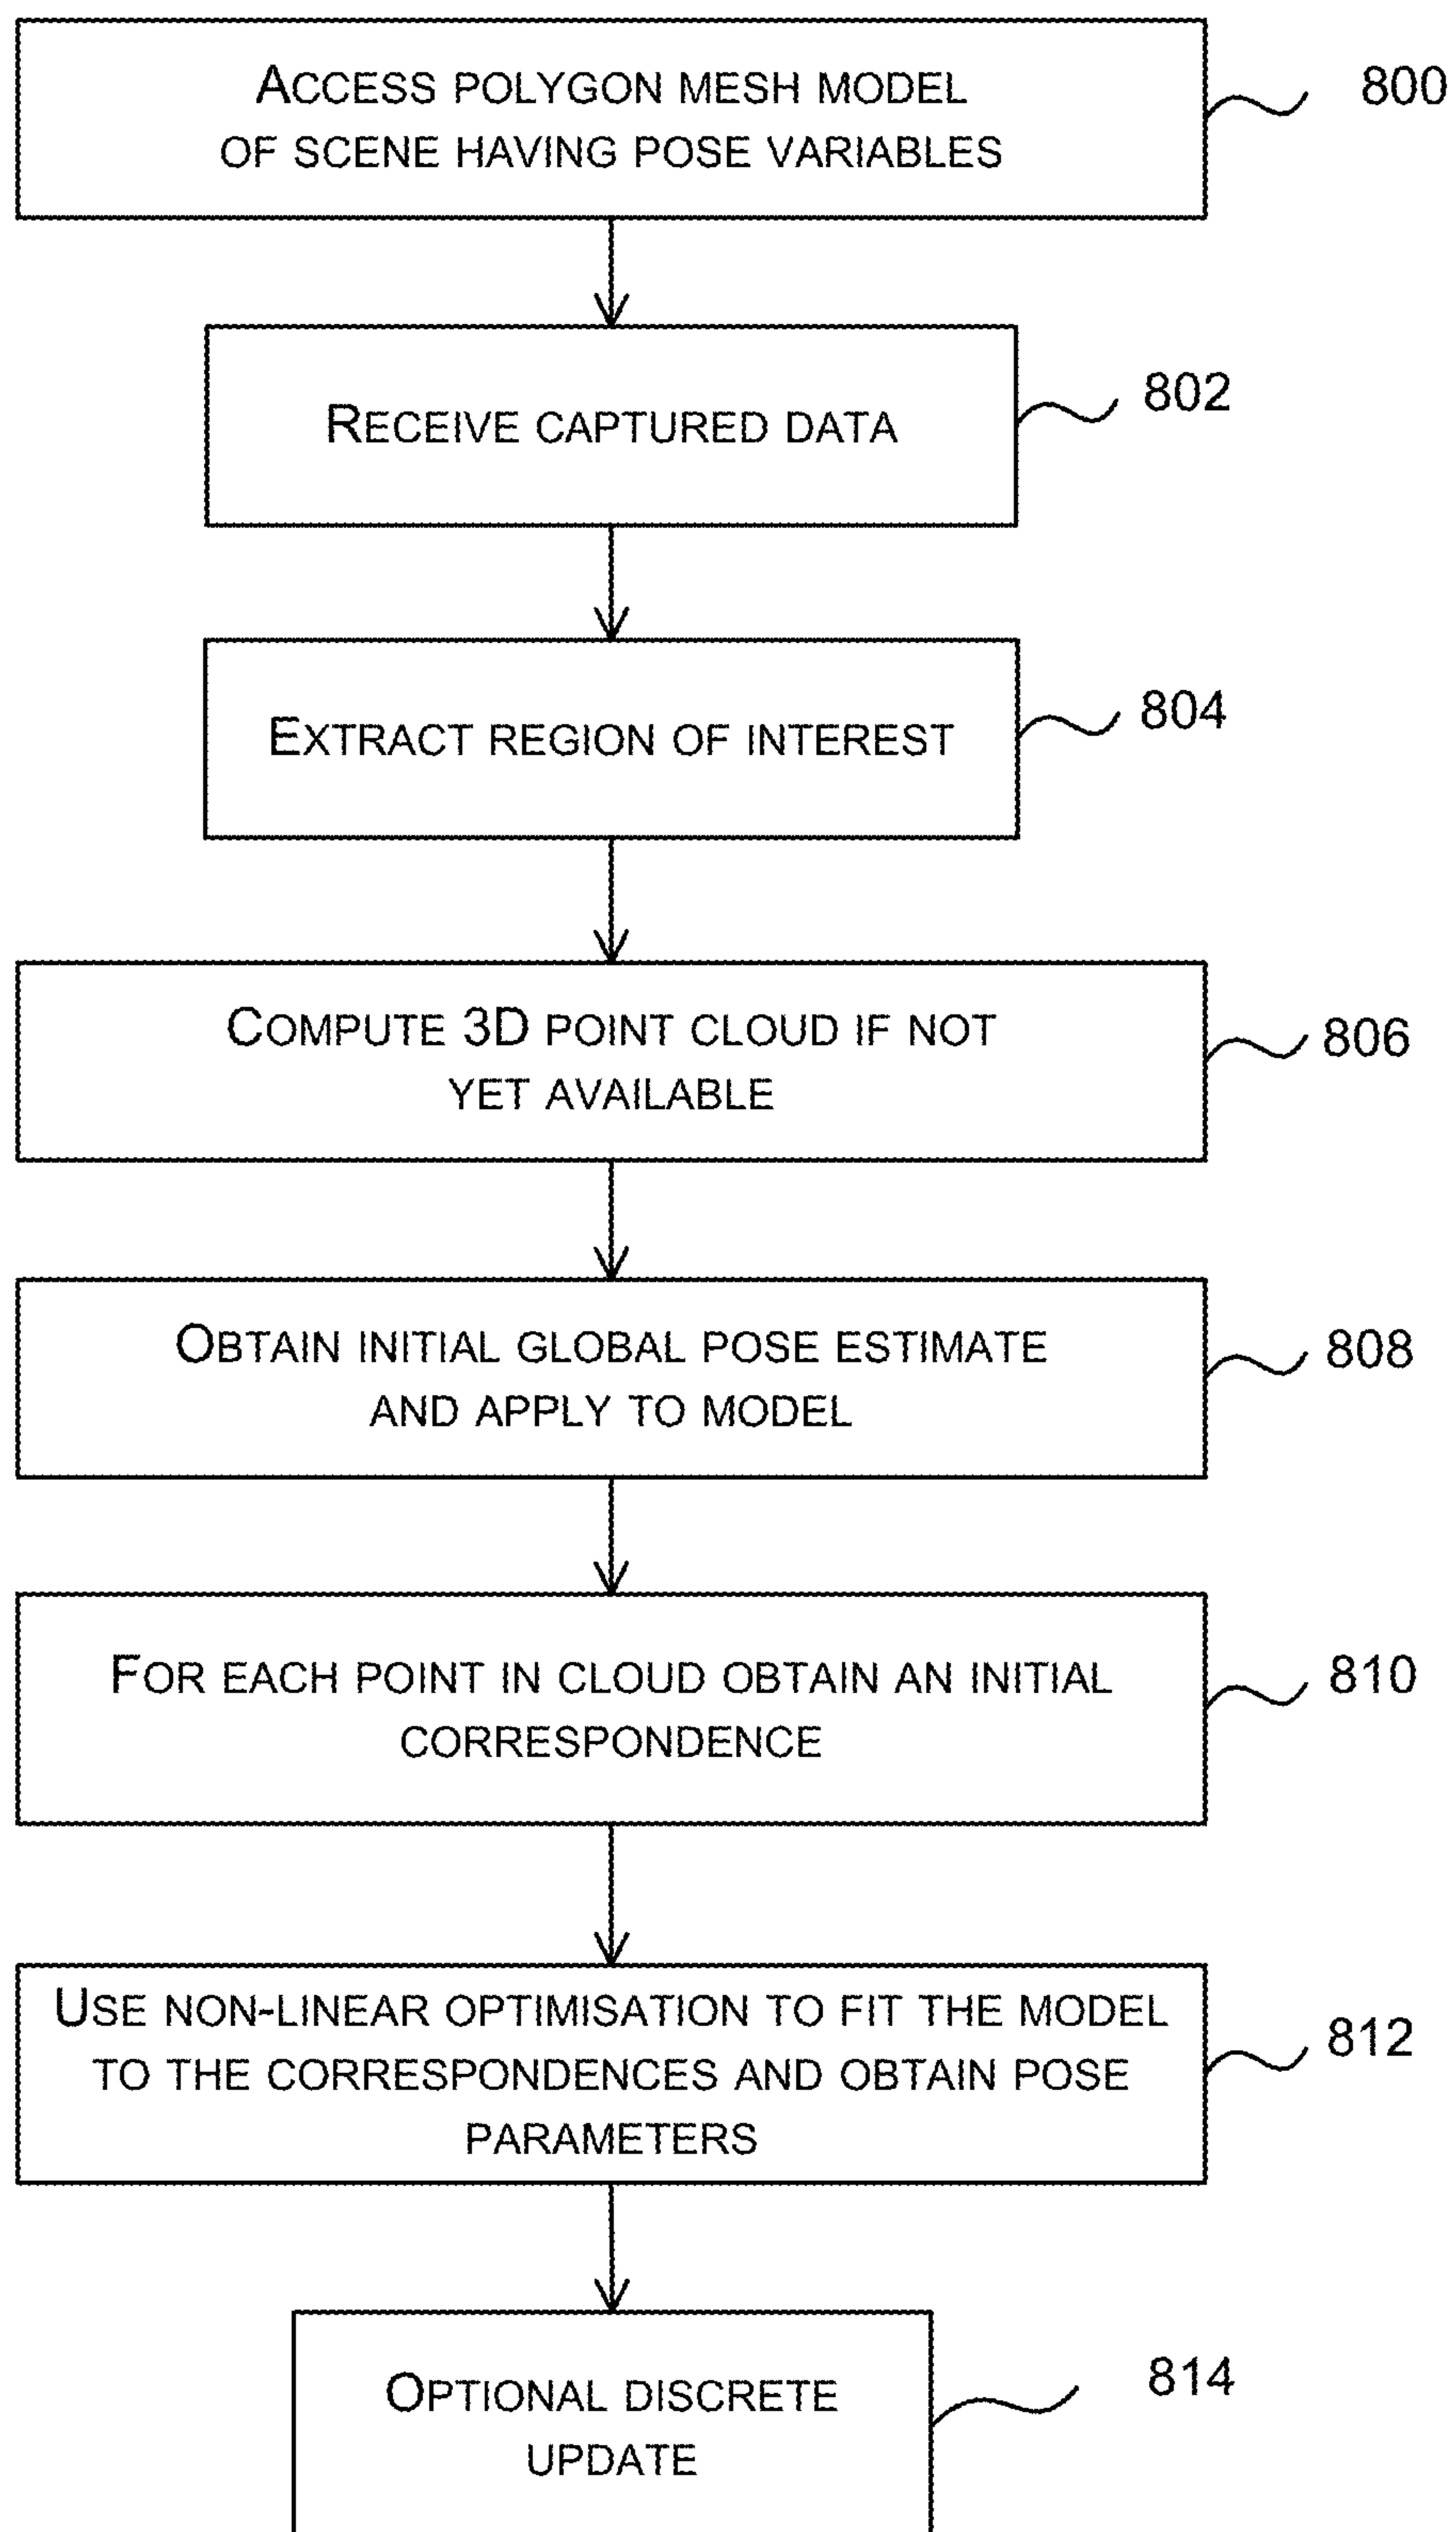 ACCESS POLYGON MESH MODEL
OF SCENE HAVING POSE VARIABLES
800
RECEIVE CAPTURED DATA
802
EXTRACT REGION OF INTEREST
804
COMPUTE 3D POINT CLOUD IF NOT
YET AVAILABLE
806
OBTAIN INITIAL GLOBAL POSE ESTIMATE
AND APPLY TO MODEL
808
FOR EACH POINT IN CLOUD OBTAIN AN INITIAL
CORRESPONDENCE
810
USE NON-LINEAR OPTIMISATION TO FIT THE MODEL
TO THE CORRESPONDENCES AND OBTAIN POSE
PARAMETERS
812
OPTIONAL DISCRETE
UPDATE
814